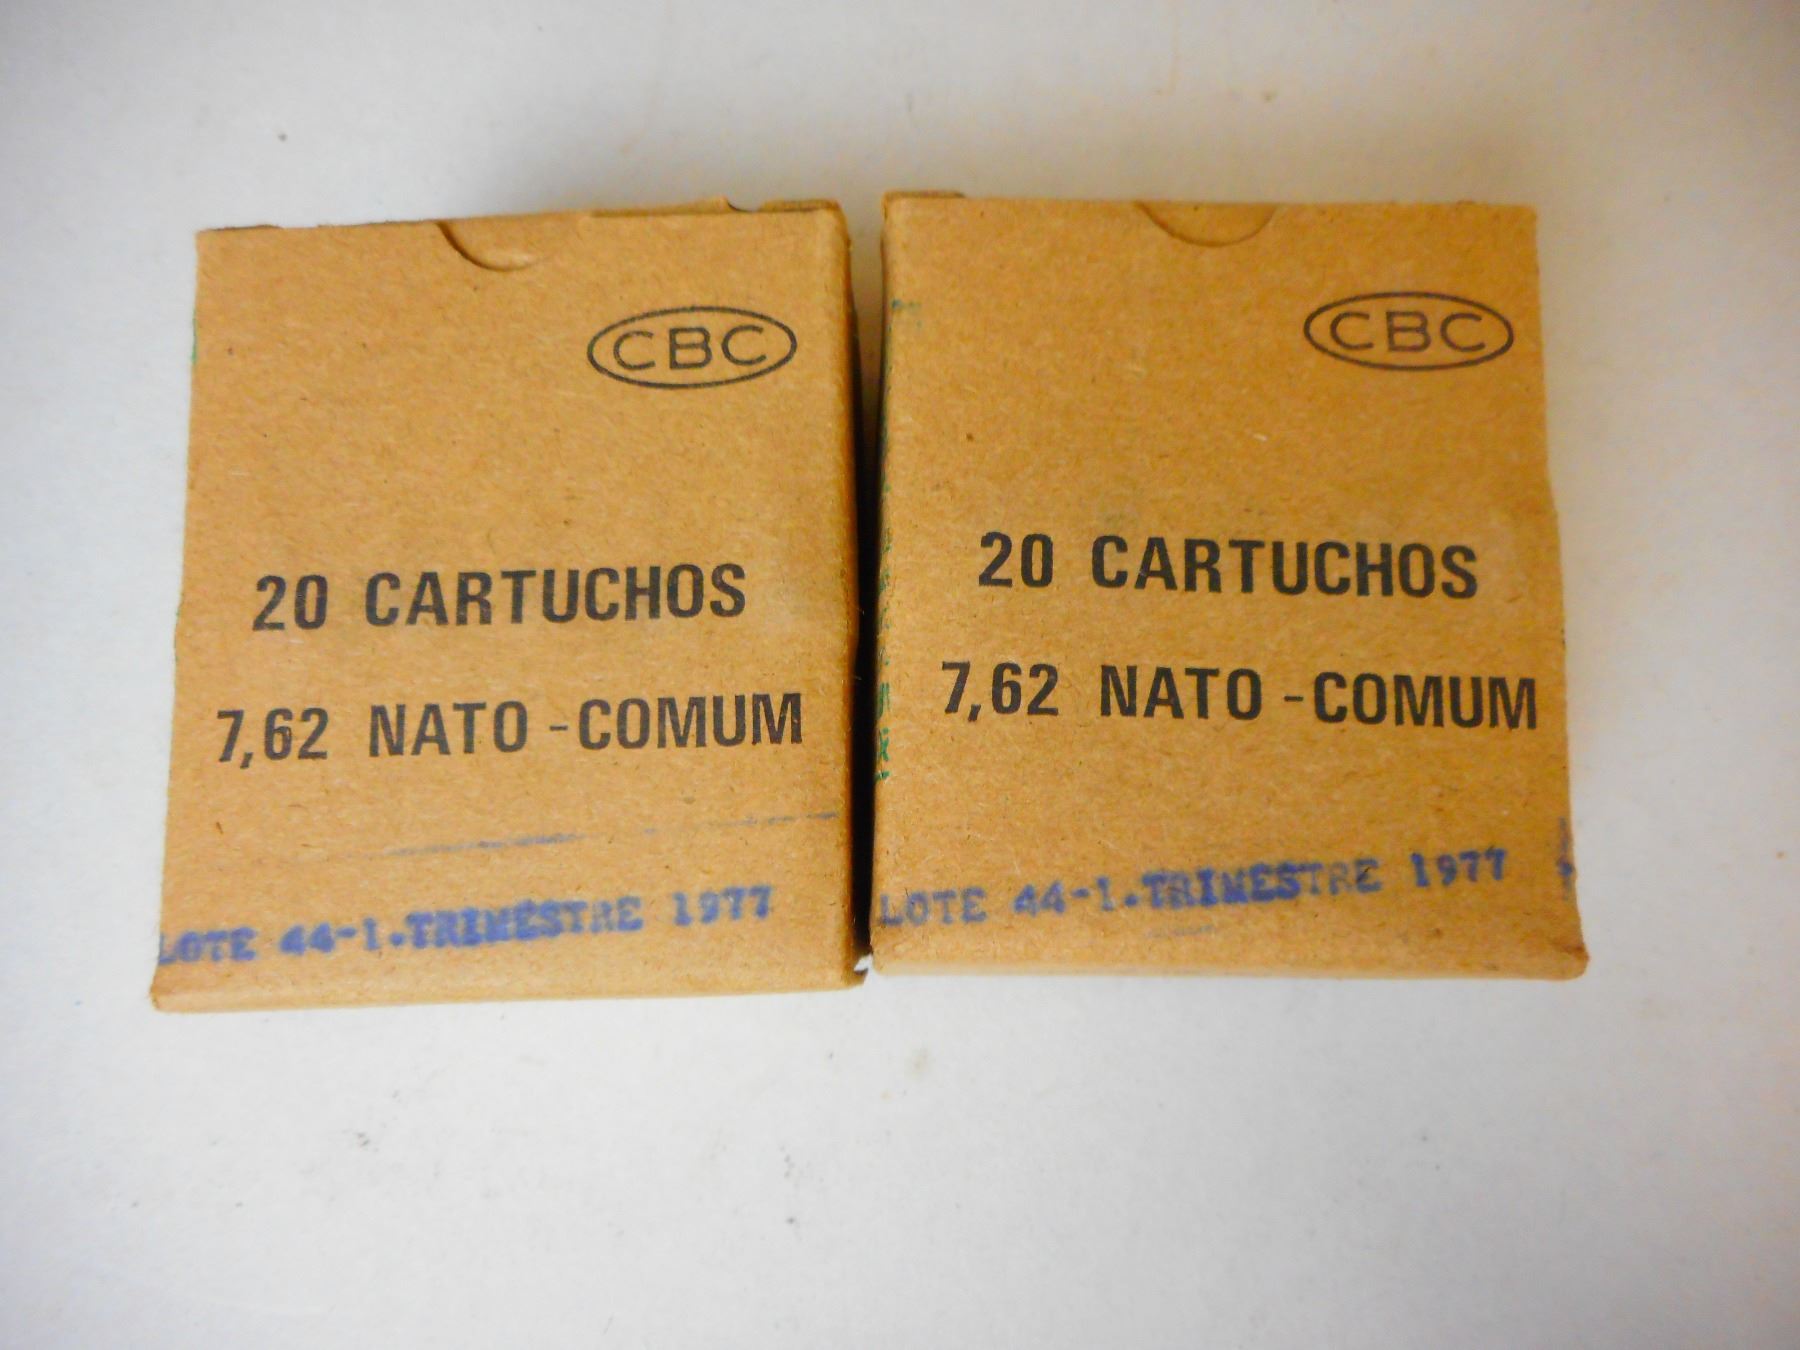 CBC
20 CARTUCHOS
7,62 NATO -COMUM
LOTE 44-1.TRIMESTRE 1977
CBC
20 CARTUCHOS
7,62 NATO -COMUM
LOTE 44-1.TRIMESTRE 1977